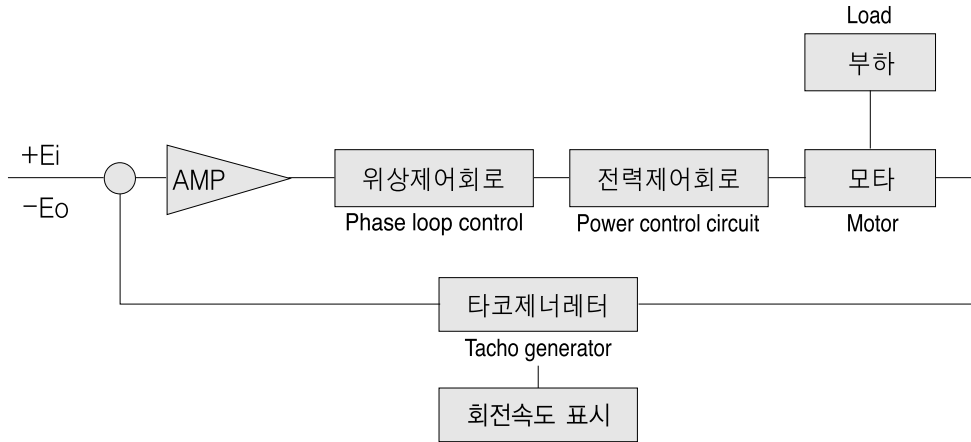 Load
부하
+Ei
-Eo
AMP
위상제어회로
Phase loop control
전력제어회로
Power control circuit
모타
Motor
타코제너레터
Tacho generator
회전속도 표시